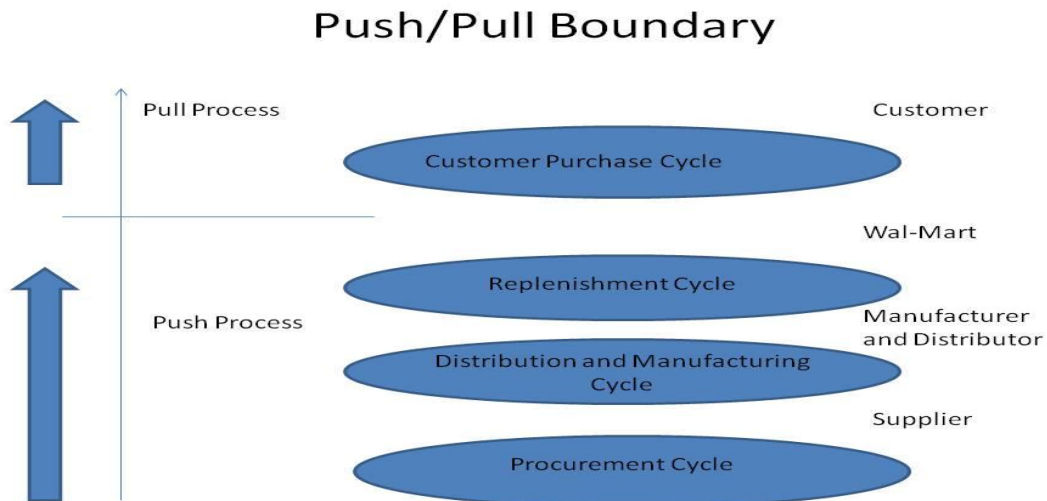 Push/Pull Boundary
Pull Process
Customer
Customer Purchase Cycle
Wal-Mart
Replenishment Cycle
Push Process
Manufacturer
and Distributor
Distribution and Manufacturing
Cycle
Supplier
Procurement Cycle